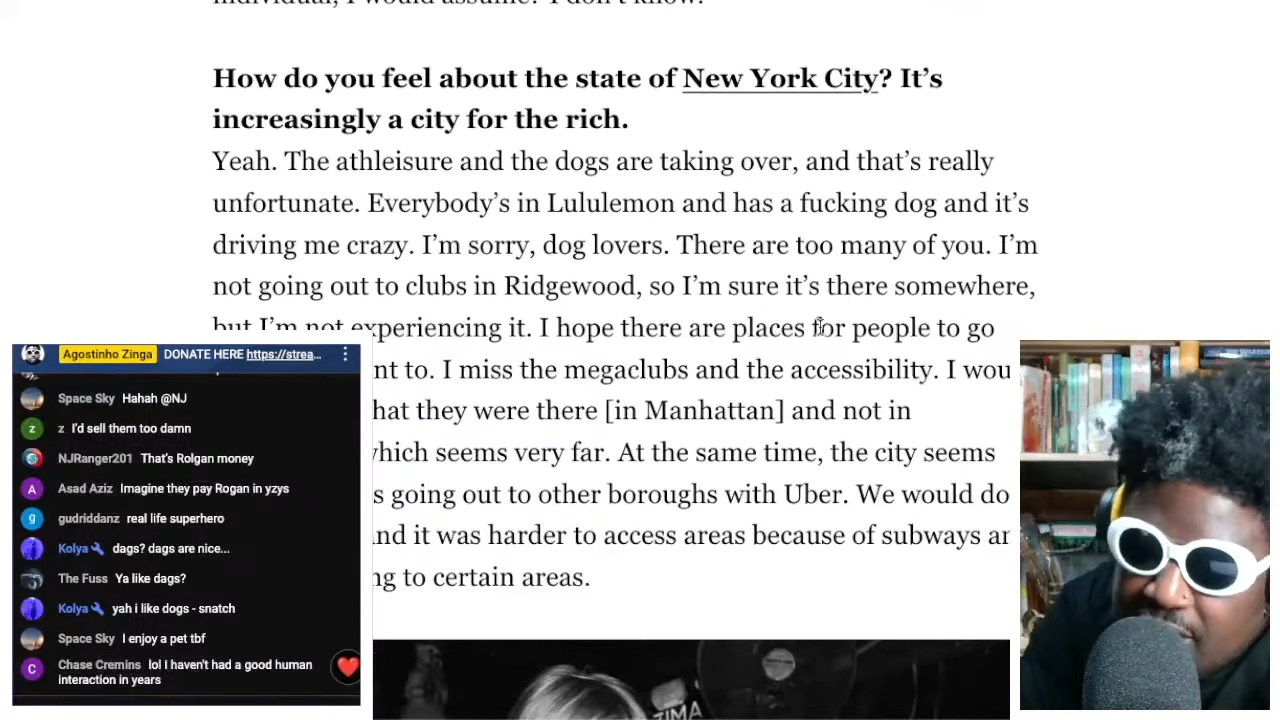 individual, I would assume? I don't know.
How do you feel about the state of New York City? It's
increasingly a city for the rich.
Yeah. The athleisure and the dogs are taking over, and that's really
unfortunate. Everybody's in Lululemon and has a fucking dog and it's
driving me crazy. I'm sorry, dog lovers. There are too many of you. I'm
not going out to clubs in Ridgewood, so I'm sure it's there somewhere,
but I'm not experiencing it. I hope there are places for people to go
nt to. I miss the megaclubs and the accessibility. I wou
hat they were there [in Manhattan] and not in
hich seems very far. At the same time, the city seems
s going out to other boroughs with Uber. We would do
nd it was harder to access areas because of subways an
ng to certain areas.
Agostinho Zinga DONATE HERE https://strea...
Space Sky Hahah @NJ
z z I'd sell them too damn
NJRanger201 That's Rolgan money
A Asad Aziz Imagine they pay Rogan in yzys
g gudriddanz real life superhero
Kolya dags? dags are nice...
The Fuss Ya like dags?
Kolya yah i like dogs - snatch
Space Sky I enjoy a pet tbf
C Chase Cremins lol I haven't had a good human
interaction in years
ZIMA